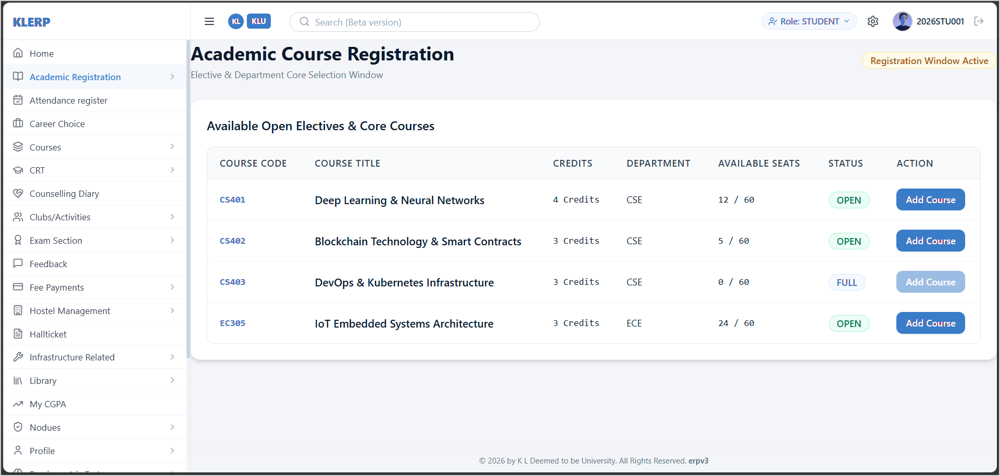 KLERP
KL
KLU
Search (Beta version)
Role: STUDENT
2026STU001
Home
Academic Registration
Attendance register
Career Choice
Courses
CRT
Counselling Diary
Clubs/Activities
Exam Section
Feedback
Fee Payments
Hostel Management
Hallticket
Infrastructure Related
Library
My CGPA
Nodues
Profile
Academic Course Registration
Elective & Department Core Selection Window
Registration Window Active
Available Open Electives & Core Courses
COURSE CODE COURSE TITLE CREDITS DEPARTMENT AVAILABLE SEATS STATUS ACTION
CS401 Deep Learning & Neural Networks 4 Credits CSE 12 / 60 OPEN Add Course
CS402 Blockchain Technology & Smart Contracts 3 Credits CSE 5 / 60 OPEN Add Course
CS403 DevOps & Kubernetes Infrastructure 3 Credits CSE 0 / 60 FULL Add Course
EC305 IoT Embedded Systems Architecture 3 Credits ECE 24 / 60 OPEN Add Course
© 2026 by K L Deemed to be University. All Rights Reserved. erpv3